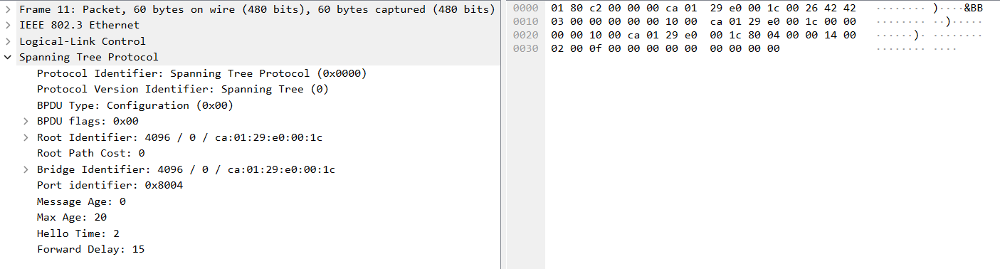 Frame 11: Packet, 60 bytes on wire (480 bits), 60 bytes captured (480 bits)
IEEE 802.3 Ethernet
Logical-Link Control
Spanning Tree Protocol
Protocol Identifier: Spanning Tree Protocol (0x0000)
Protocol Version Identifier: Spanning Tree (0)
BPDU Type: Configuration (0x00)
BPDU flags: 0x00
Root Identifier: 4096 / 0 / ca:01:29:e0:00:1c
Root Path Cost: 0
Bridge Identifier: 4096 / 0 / ca:01:29:e0:00:1c
Port identifier: 0x8004
Message Age: 0
Max Age: 20
Hello Time: 2
Forward Delay: 15
0000 01 80 c2 00 00 00 ca 01 29 e0 00 1c 00 26 42 42 ········ )····&BB
0010 03 00 00 00 00 00 10 00 ca 01 29 e0 00 1c 00 00 ········ ··)·····
0020 00 00 10 00 ca 01 29 e0 00 1c 80 04 00 00 14 00 ······)· ········
0030 02 00 0f 00 00 00 00 00 00 00 00 00 ········ ····